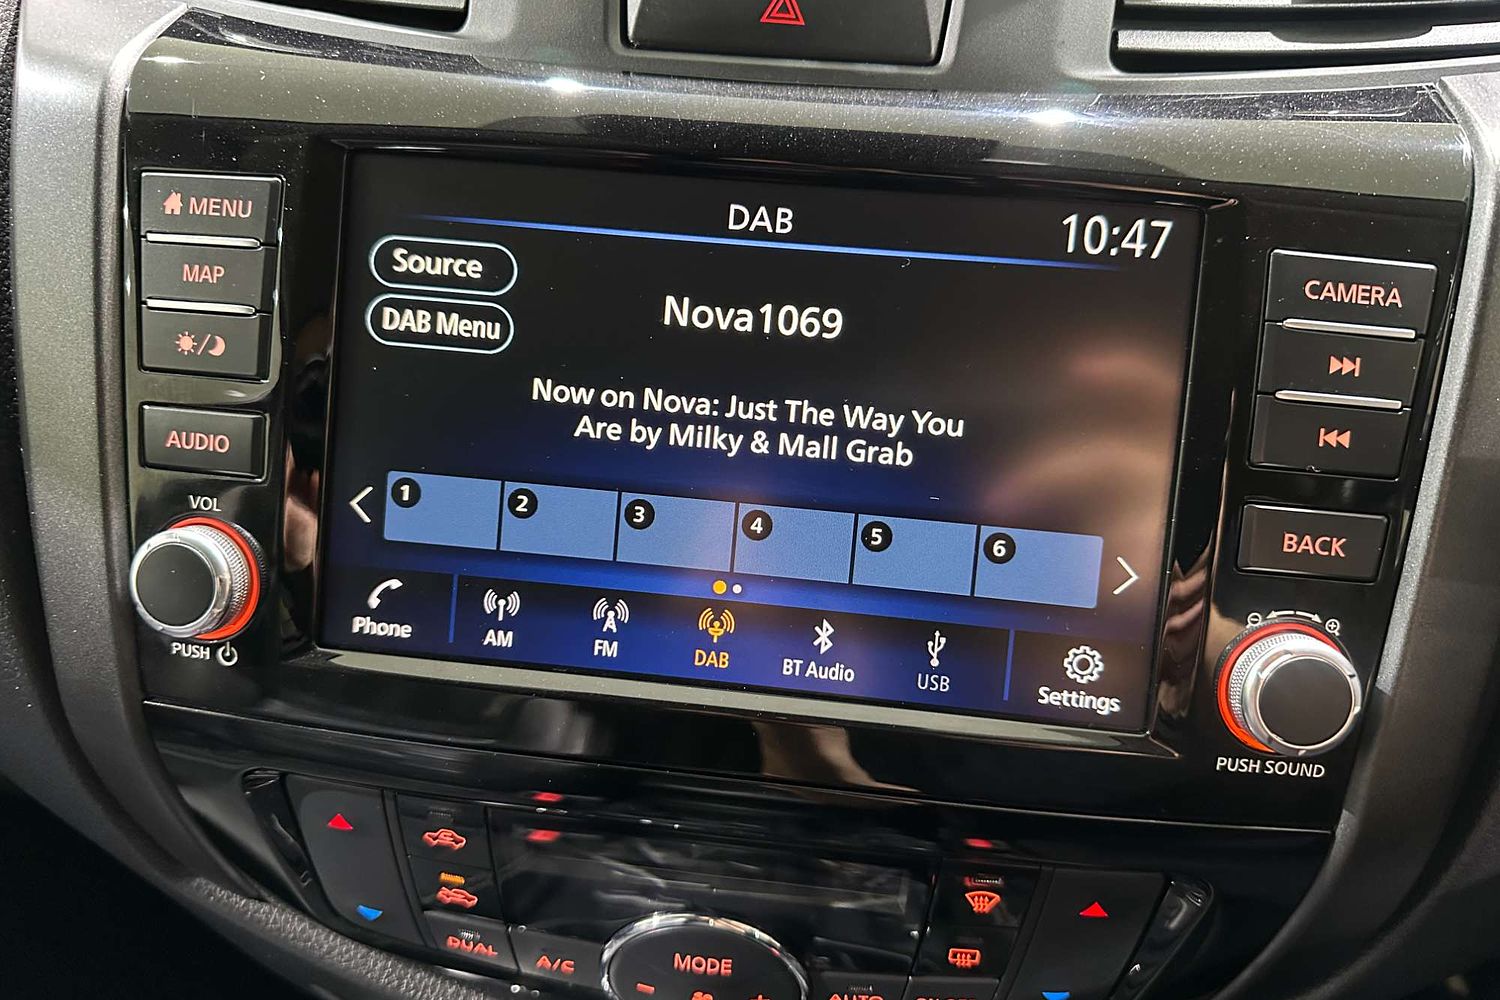 MENU
MAP
AUDIO
VOL
PUSH
DAB
10:47
Source
DAB Menu
Nova1069
Now on Nova: Just The Way You
Are by Milky & Mall Grab
1
2
3
4
5
6
Phone
AM
FM
DAB
BT Audio
USB
Settings
CAMERA
BACK
PUSH SOUND
DUAL
A/C
MODE
AUTO